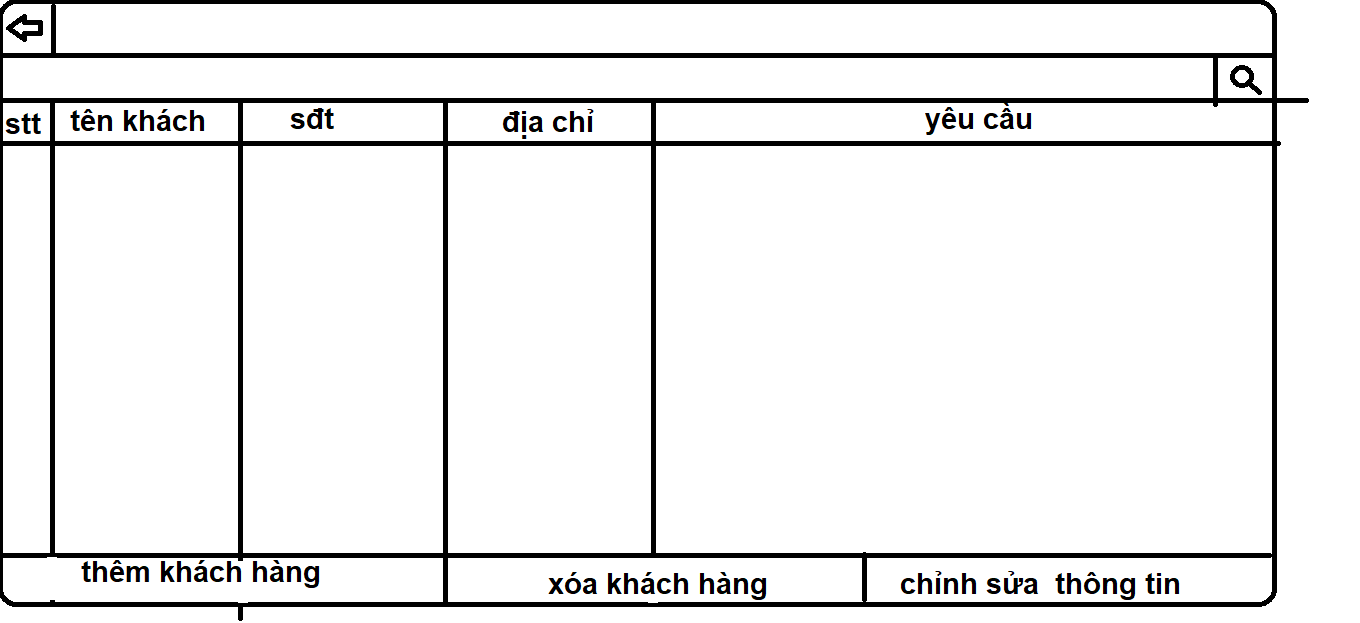 stt tên khách sđt địa chỉ yêu cầu
thêm khách hàng xóa khách hàng chỉnh sửa thông tin